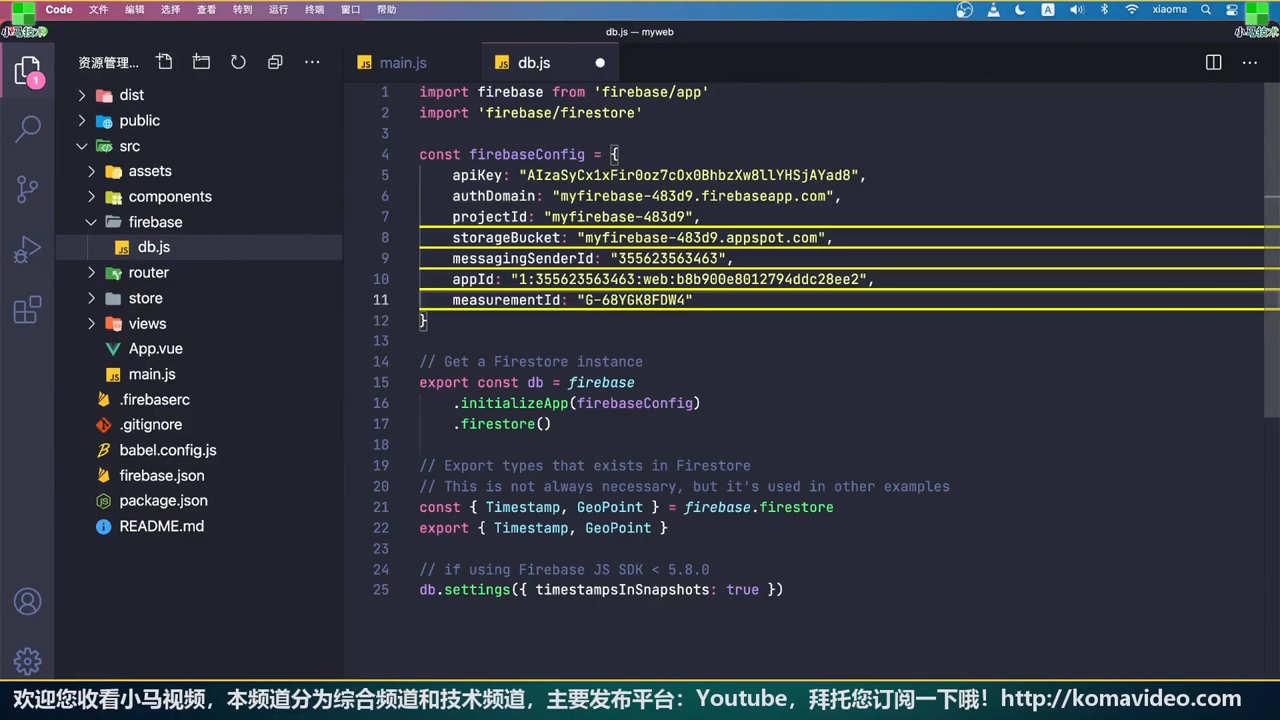 Code 文件 编辑 选择 查看 转到 运行 终端 窗口 帮助 A xiaoma
小马技术
小马技术
db.js — myweb
资源管理...
main.js
db.js
1
dist
public
src
assets
components
firebase
db.js
router
store
views
App.vue
main.js
.firebaserc
.gitignore
babel.config.js
firebase.json
package.json
README.md
1 import firebase from 'firebase/app'
2 import 'firebase/firestore'
3
4 const firebaseConfig = {
5 apiKey: "AIzaSyCx1xFir0oz7cOx0BhbzXw8llYHSjAYad8",
6 authDomain: "myfirebase-483d9.firebaseapp.com",
7 projectId: "myfirebase-483d9",
8 storageBucket: "myfirebase-483d9.appspot.com",
9 messagingSenderId: "355623563463",
10 appId: "1:355623563463:web:b8b900e8012794ddc28ee2",
11 measurementId: "G-68YGK8FDW4"
12 }
13
14 // Get a Firestore instance
15 export const db = firebase
16 .initializeApp(firebaseConfig)
17 .firestore()
18
19 // Export types that exists in Firestore
20 // This is not always necessary, but it's used in other examples
21 const { Timestamp, GeoPoint } = firebase.firestore
22 export { Timestamp, GeoPoint }
23
24 // if using Firebase JS SDK < 5.8.0
25 db.settings({ timestampsInSnapshots: true })
欢迎您收看小马视频，本频道分为综合频道和技术频道，主要发布平台：Youtube，拜托您订阅一下哦！http://komavideo.com